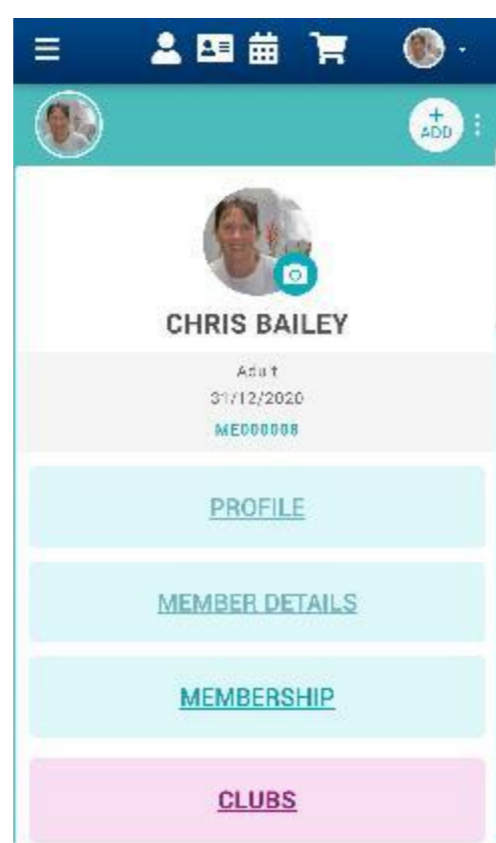 +
ADD
CHRIS BAILEY
Adult
31/12/2020
ME000008
PROFILE
MEMBER DETAILS
MEMBERSHIP
CLUBS